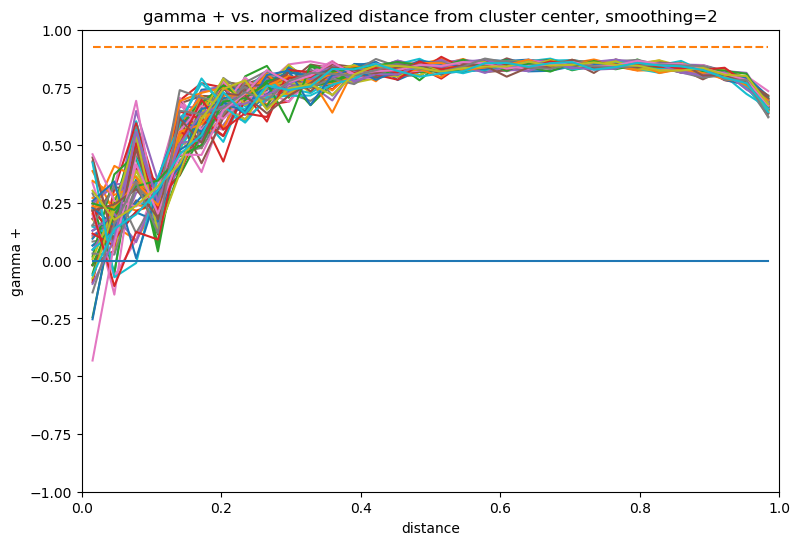 gamma + vs. normalized distance from cluster center, smoothing=2
1.00
0.75
0.50
0.25
0.00
−0.25
−0.50
−0.75
−1.00
gamma +
0.0 0.2 0.4 0.6 0.8 1.0
distance